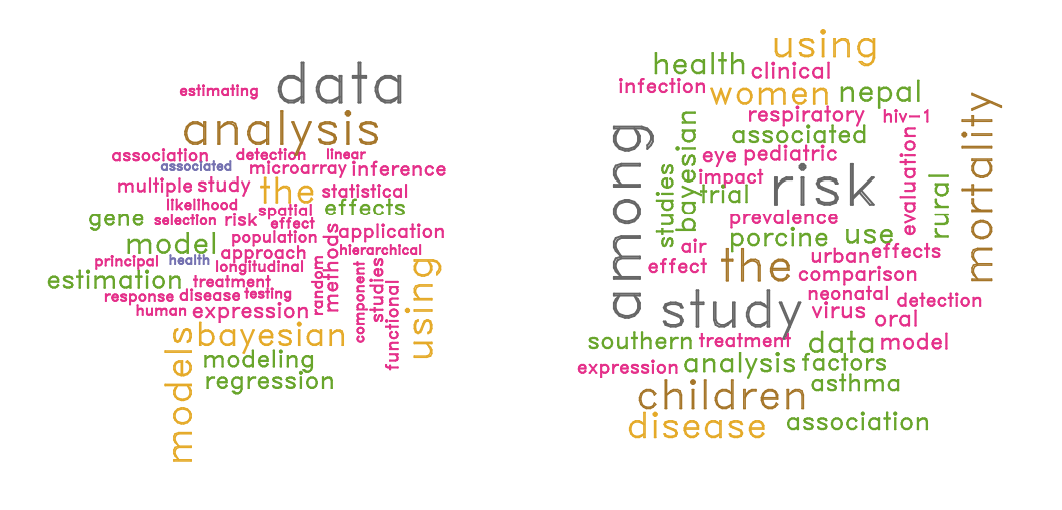 data
estimating
analysis
association
detection
linear
associated
microarray
inference
multiple
study
the
statistical
likelihood
gene
selection
risk
spatial
effect
effects
model
population
methods
application
principal
health
approach
hierarchical
longitudinal
estimation
treatment
random
component
studies
functional
using
response
disease
testing
human
expression
models
bayesian
modeling
regression
using
health
clinical
infection
women
nepal
respiratory
hiv-1
associated
among
studies
bayesian
eye
pediatric
impact
trial
risk
evaluation
rural
mortality
prevalence
porcine
use
air
effect
the
urban
effects
comparison
study
neonatal
detection
virus
oral
southern
treatment
data
model
expression
analysis
factors
asthma
children
disease
association